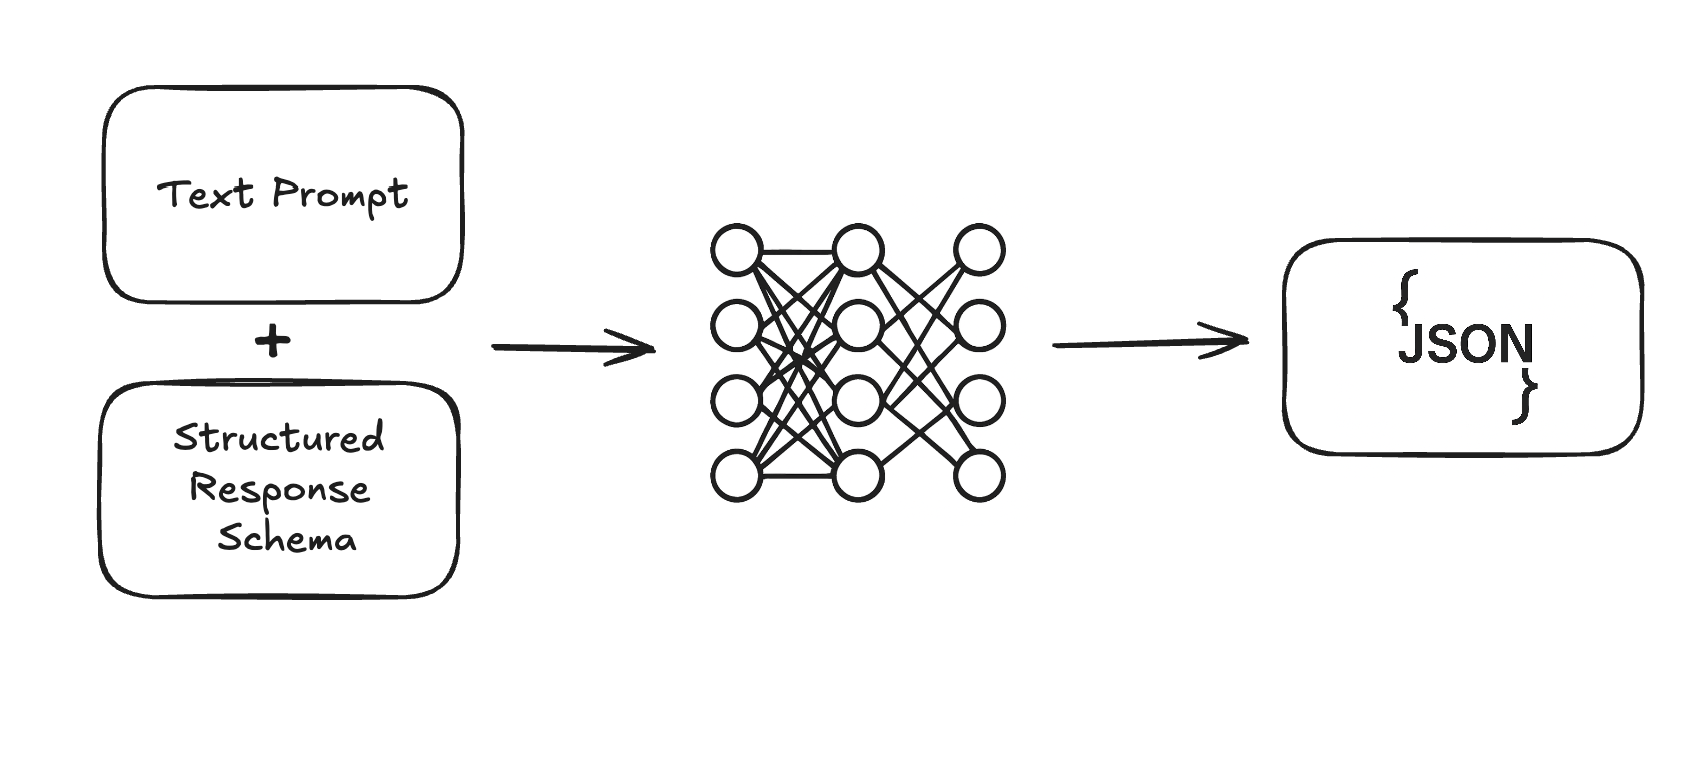 Text Prompt
+
Structured
Response
Schema
{
JSON
}